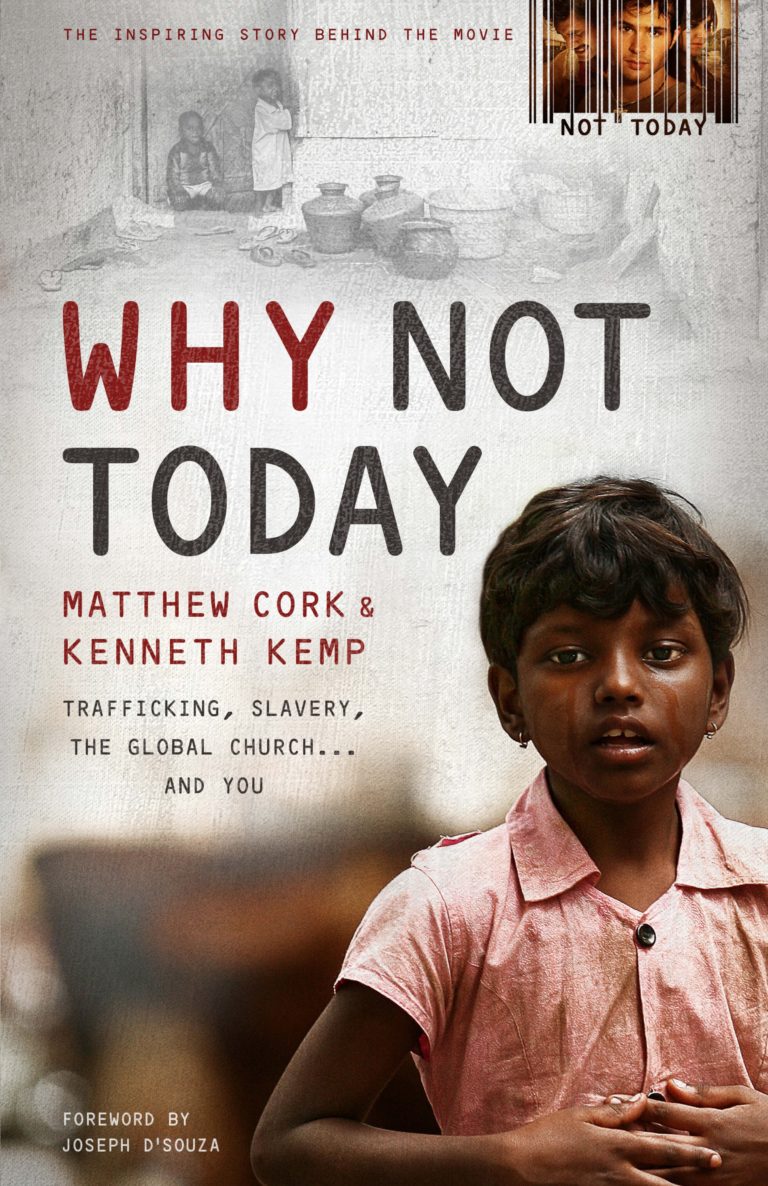 THE INSPIRING STORY BEHIND THE MOVIE
NOT TODAY
WHY NOT
TODAY
MATTHEW CORK &
KENNETH KEMP
TRAFFICKING, SLAVERY,
THE GLOBAL CHURCH...
AND YOU
FOREWORD BY
JOSEPH D'SOUZA